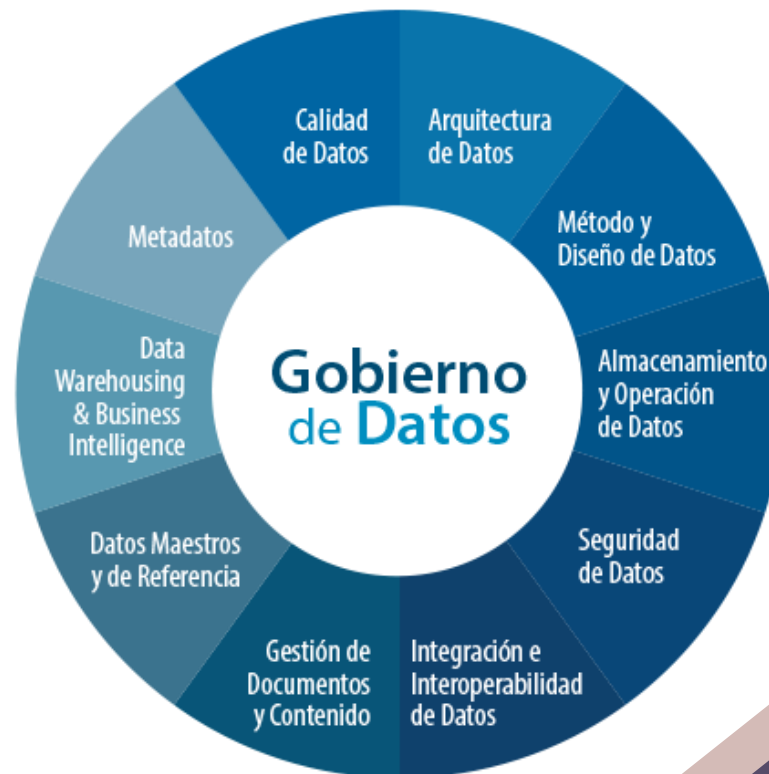 Calidad
de Datos
Arquitectura
de Datos
Método y
Diseño de Datos
Almacenamiento
y Operación
de Datos
Seguridad
de Datos
Integración e
Interoperabilidad
de Datos
Gestión de
Documentos
y Contenido
Datos Maestros
y de Referencia
Data
Warehousing
& Business
Intelligence
Metadatos
Gobierno
de Datos